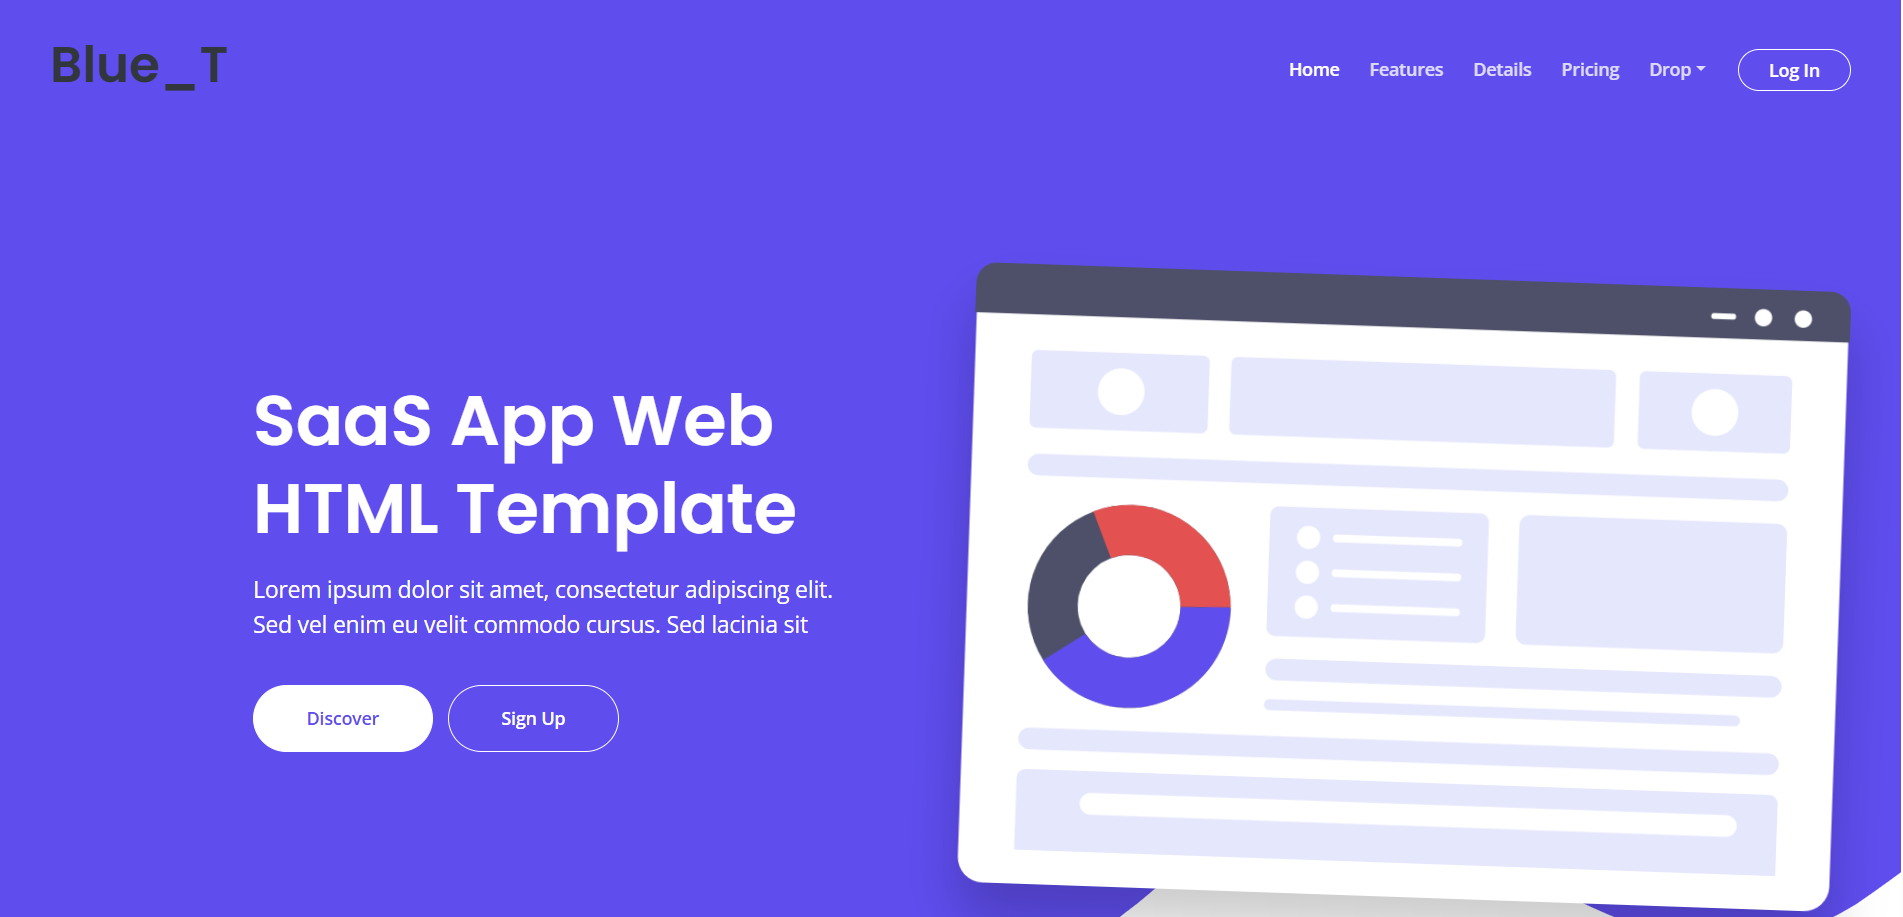 Blue_T
Home Features Details Pricing Drop Log In
SaaS App Web
HTML Template
Lorem ipsum dolor sit amet, consectetur adipiscing elit.
Sed vel enim eu velit commodo cursus. Sed lacinia sit
Discover Sign Up